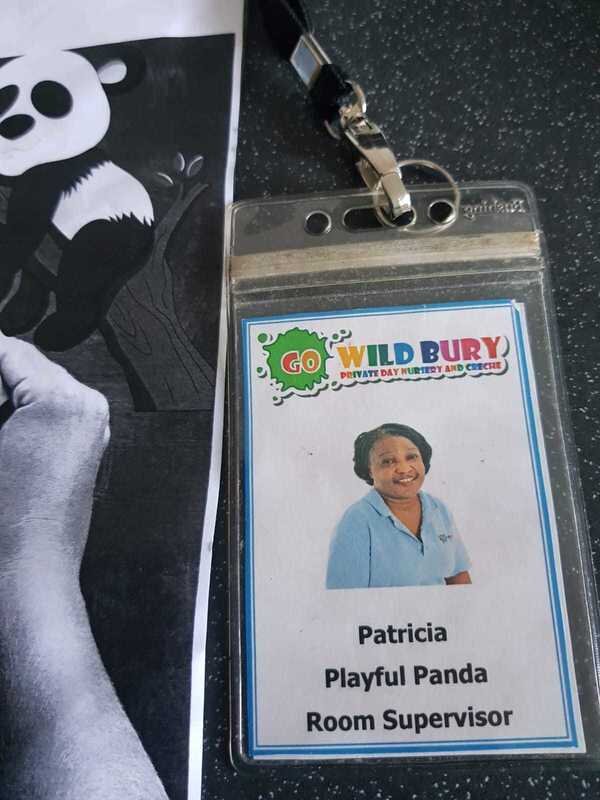 GO WILD BURY
PRIVATE DAY NURSERY AND CRECHE
Patricia
Playful Panda
Room Supervisor